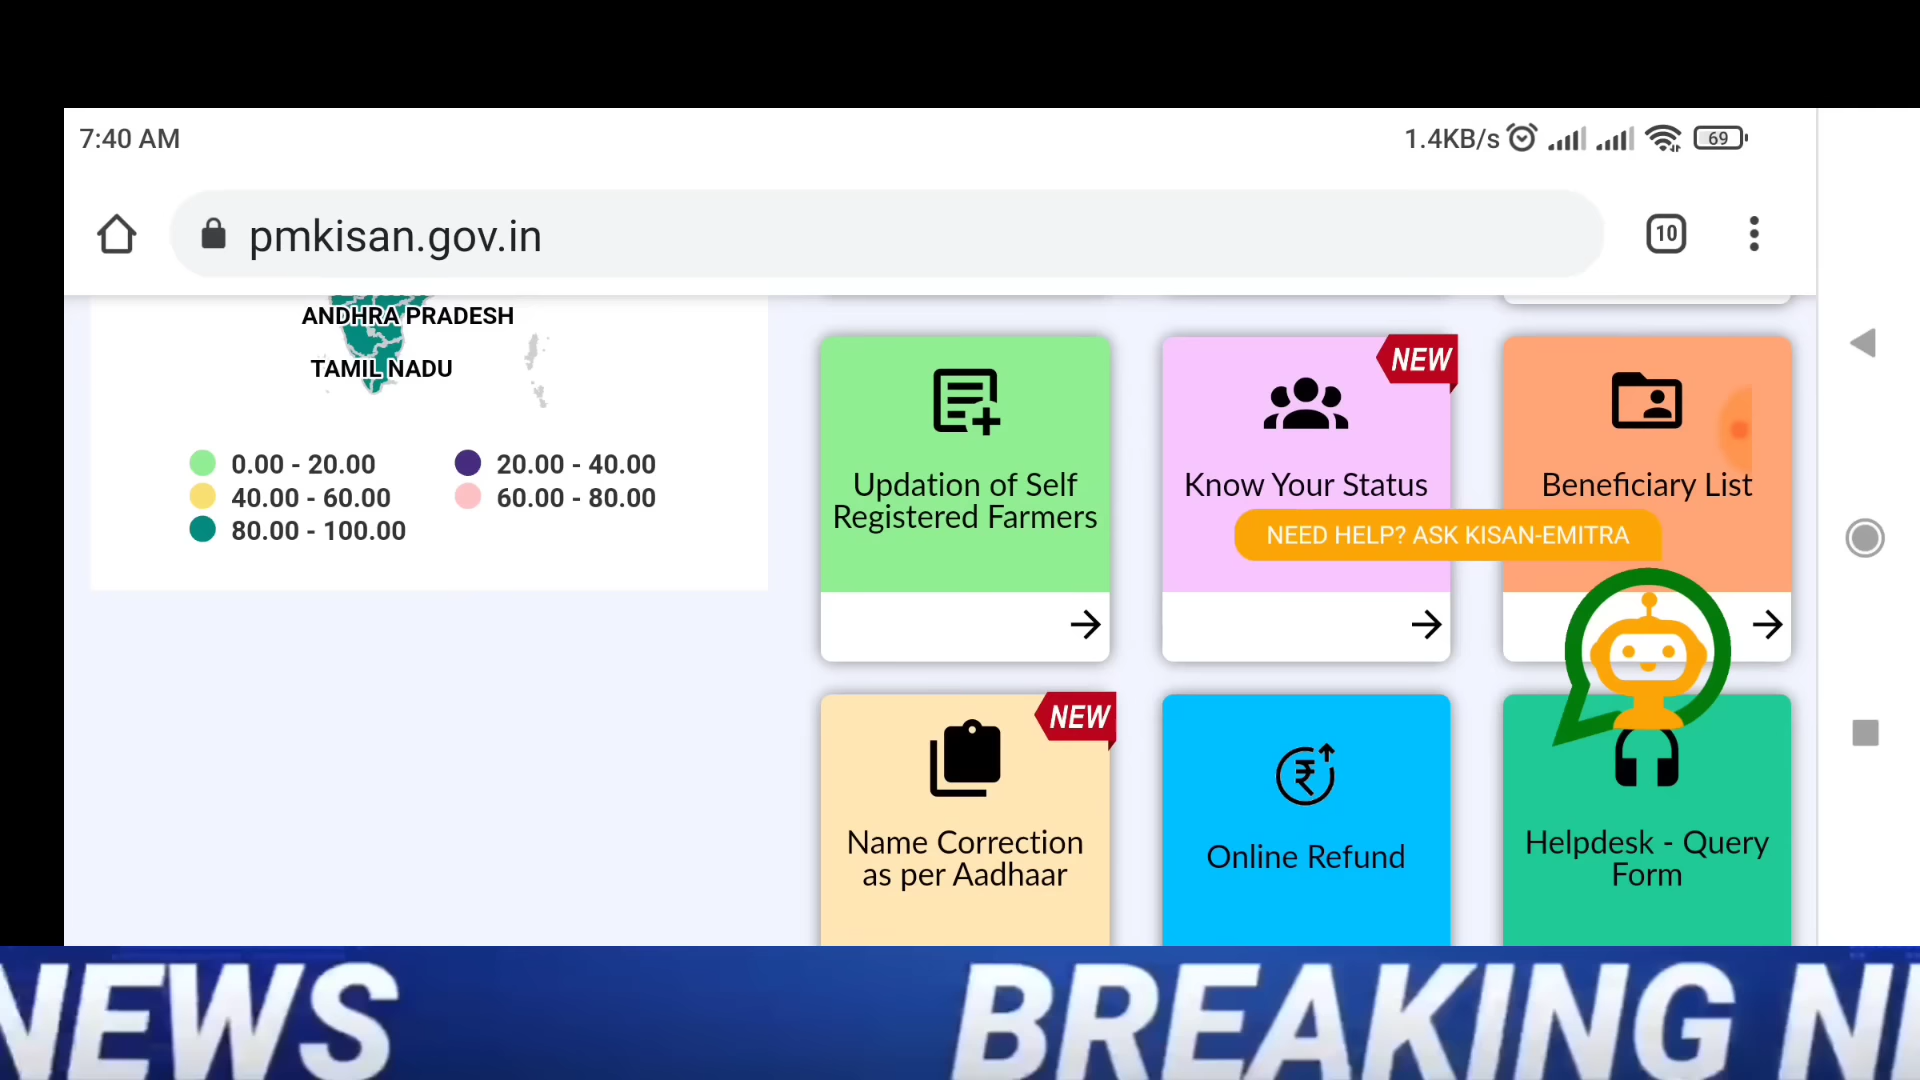 7:40 AM
1.4KB/s
69
pmkisan.gov.in
10
ANDHRA PRADESH
TAMIL NADU
0.00 - 20.00
20.00 - 40.00
40.00 - 60.00
60.00 - 80.00
80.00 - 100.00
Updation of Self
Registered Farmers
NEW
Know Your Status
Beneficiary List
NEED HELP? ASK KISAN-EMITRA
NEW
Name Correction
as per Aadhaar
Online Refund
Helpdesk - Query
Form
NEWS
BREAKING NE